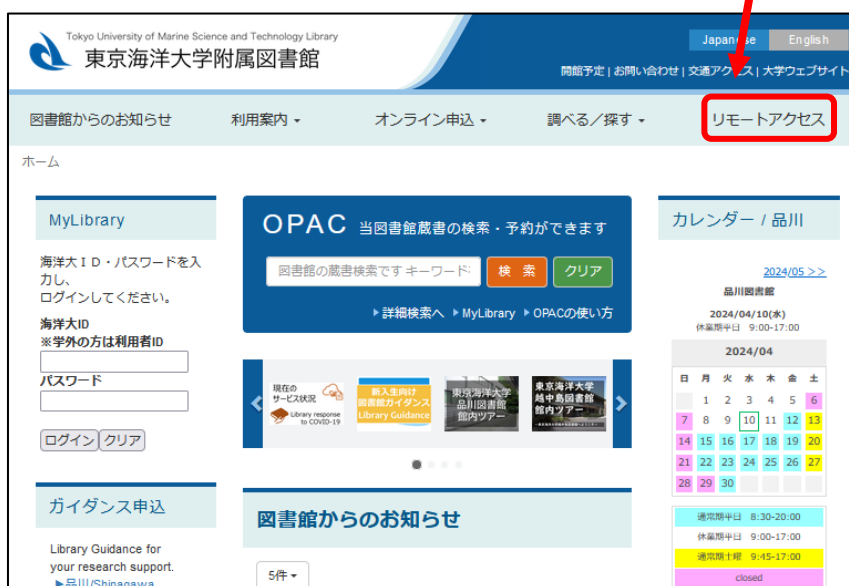 Tokyo University of Marine Science and Technology Library
東京海洋大学附属図書館
Japanese English
開館予定 | お問い合わせ | 交通アクセス | 大学ウェブサイト
図書館からのお知らせ 利用案内 オンライン申込 調べる／探す リモートアクセス
ホーム
MyLibrary
海洋大ＩＤ・パスワードを入
力し、
ログインしてください。
海洋大ID
※学外の方は利用者ID
パスワード
ログイン クリア
ガイダンス申込
Library Guidance for
your research support.
▶品川/Shinagawa
OPAC 当図書館蔵書の検索・予約ができます
図書館の蔵書検索です キーワード
検 索 クリア
▶詳細検索へ ▶MyLibrary ▶OPACの使い方
現在の
サービス状況
Library response
to COVID-19
新入生向け
図書館ガイダンス
Library Guidance
東京海洋大学
品川図書館
館内ツアー
東京海洋大学
越中島図書館
館内ツアー
図書館からのお知らせ
5件
カレンダー / 品川
2024/05 >>
品川図書館
2024/04/10(水)
休業期平日 9:00-17:00
2024/04
日 月 火 水 木 金 土
1 2 3 4 5 6
7 8 9 10 11 12 13
14 15 16 17 18 19 20
21 22 23 24 25 26 27
28 29 30
通常期平日 8:30-20:00
休業期平日 9:00-17:00
通常期土曜 9:45-17:00
closed